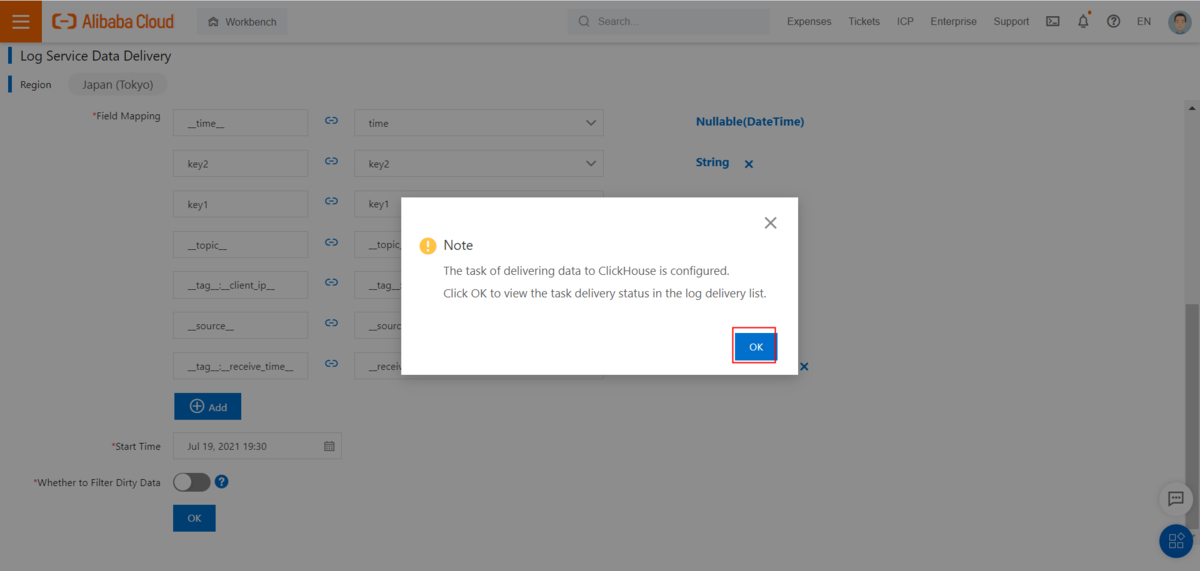 Alibaba Cloud
Workbench
Search...
Expenses
Tickets
ICP
Enterprise
Support
EN
Log Service Data Delivery
Region
Japan (Tokyo)
*Field Mapping
__time__
time
Nullable(DateTime)
key2
key2
String
key1
key1
__topic__
__topic
__tag__:__client_ip__
__tag__:
__source__
__sourc
__tag__:__receive_time__
__recei
Note
The task of delivering data to ClickHouse is configured.
Click OK to view the task delivery status in the log delivery list.
OK
Add
*Start Time
Jul 19, 2021 19:30
*Whether to Filter Dirty Data
OK